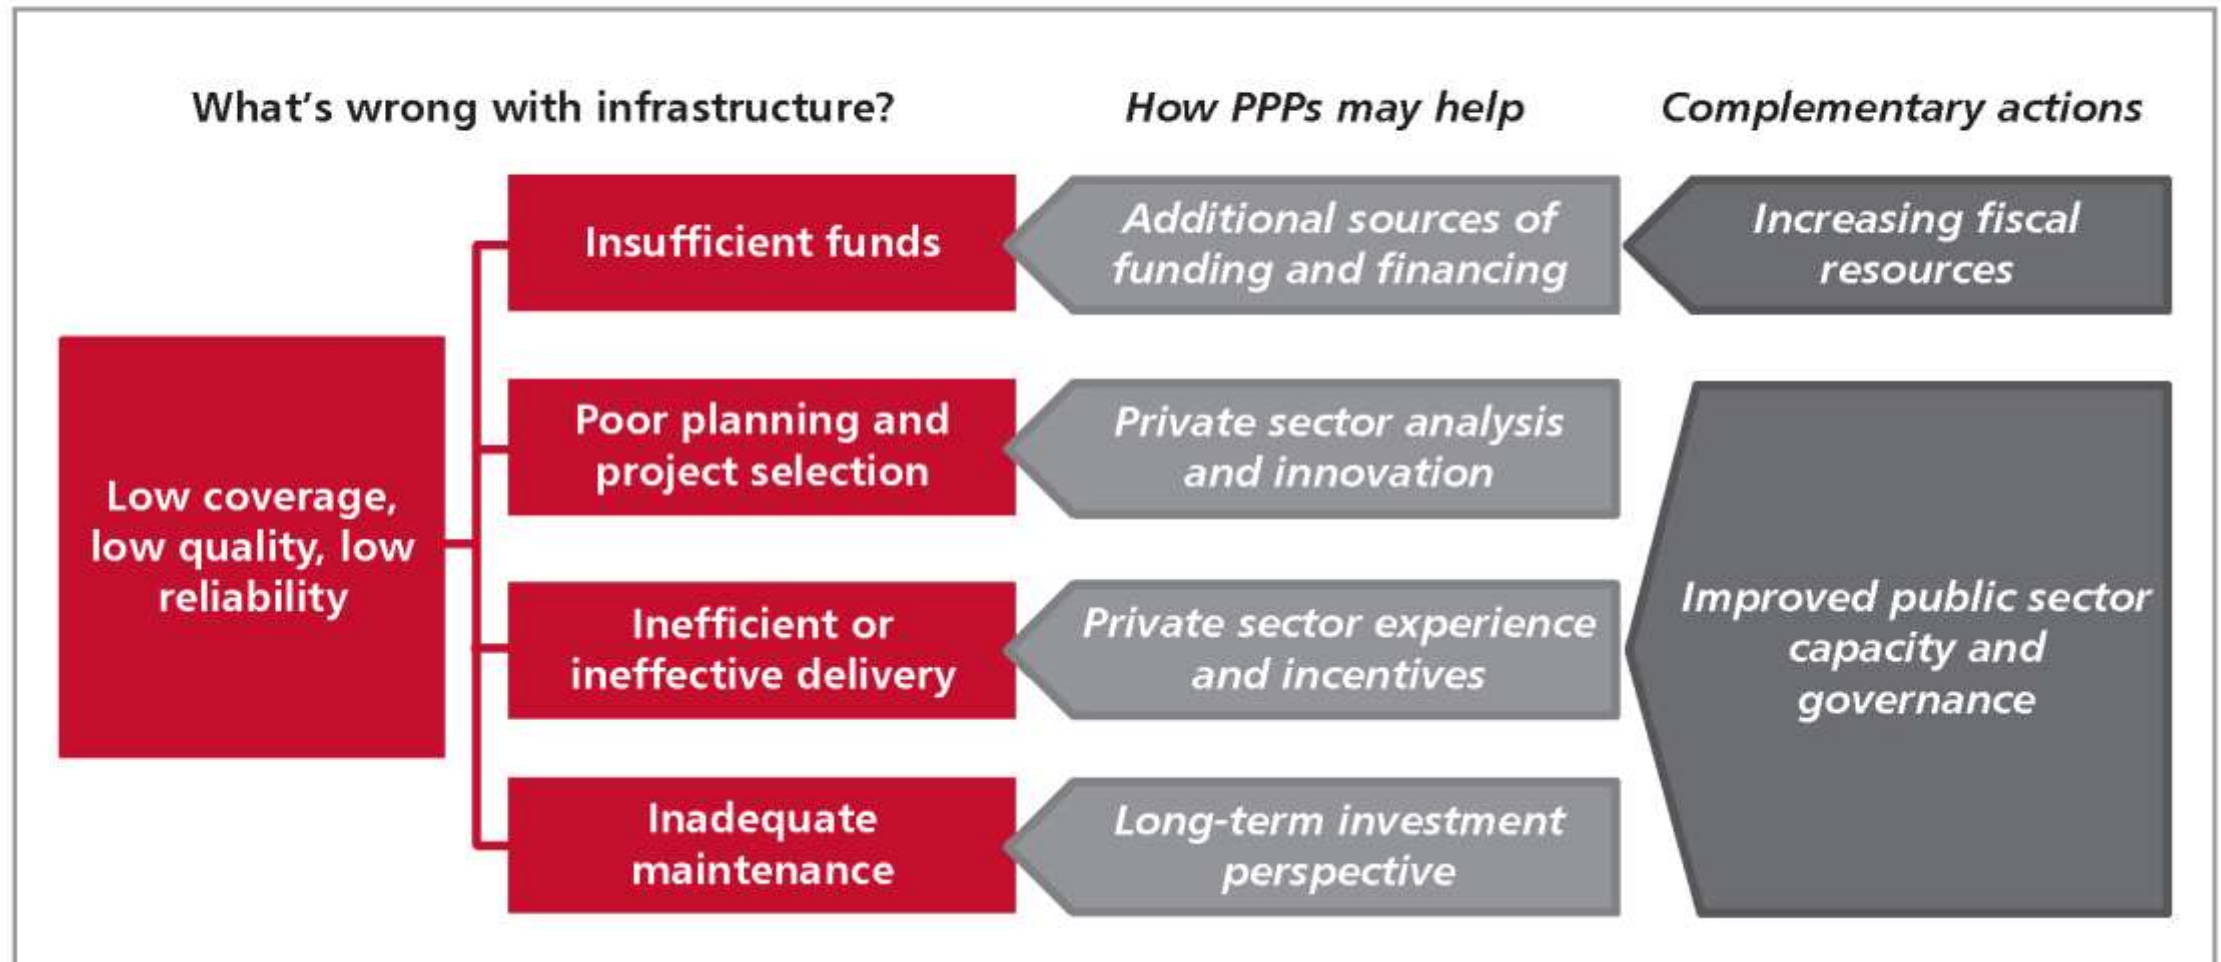 What's wrong with infrastructure?
How PPPs may help
Complementary actions
Low coverage,
low quality, low
reliability
Insufficient funds
Additional sources of
funding and financing
Increasing fiscal
resources
Poor planning and
project selection
Private sector analysis
and innovation
Inefficient or
ineffective delivery
Private sector experience
and incentives
Inadequate
maintenance
Long-term investment
perspective
Improved public sector
capacity and
governance